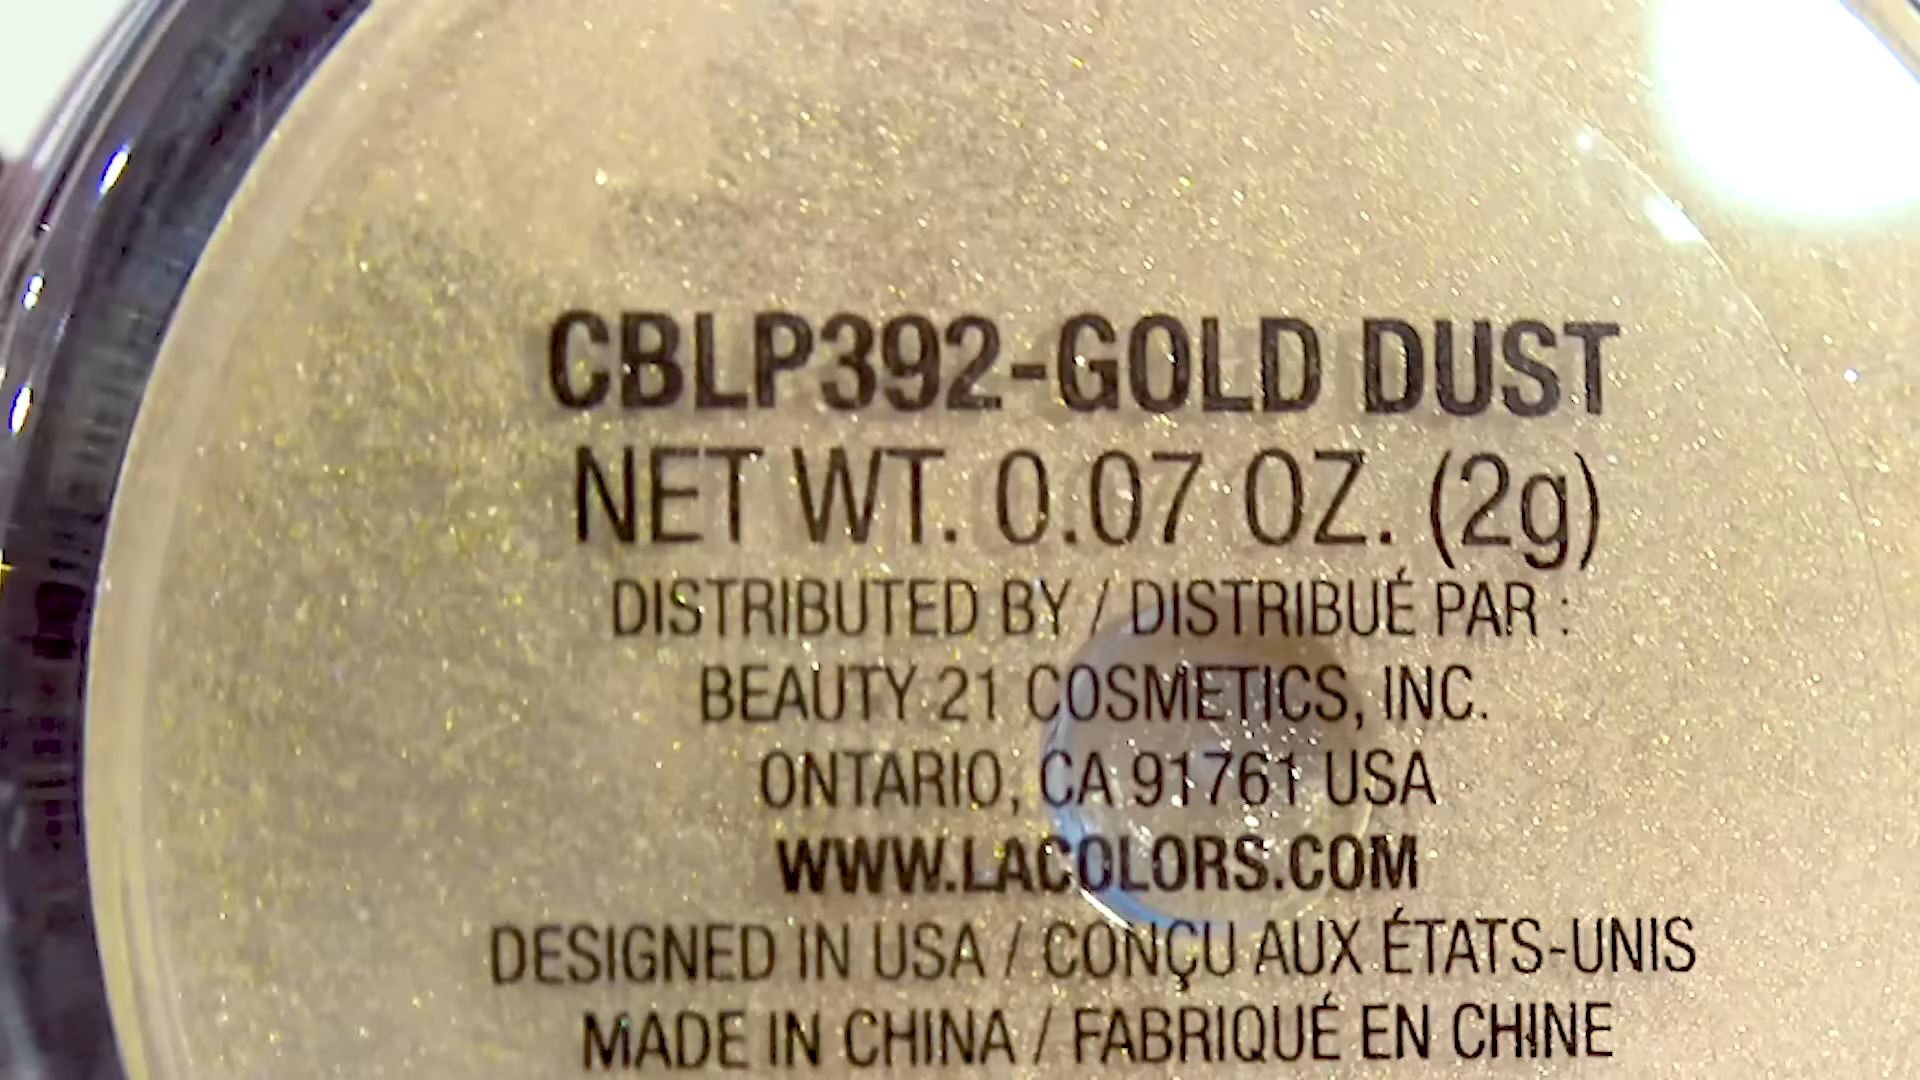 CBLP392-GOLD DUST
NET WT. 0.07 OZ. (2g)
DISTRIBUTED BY / DISTRIBUÉ PAR :
BEAUTY 21 COSMETICS, INC.
ONTARIO, CA 91761 USA
WWW.LACOLORS.COM
DESIGNED IN USA / CONÇU AUX ÉTATS-UNIS
MADE IN CHINA / FABRIQUÉ EN CHINE